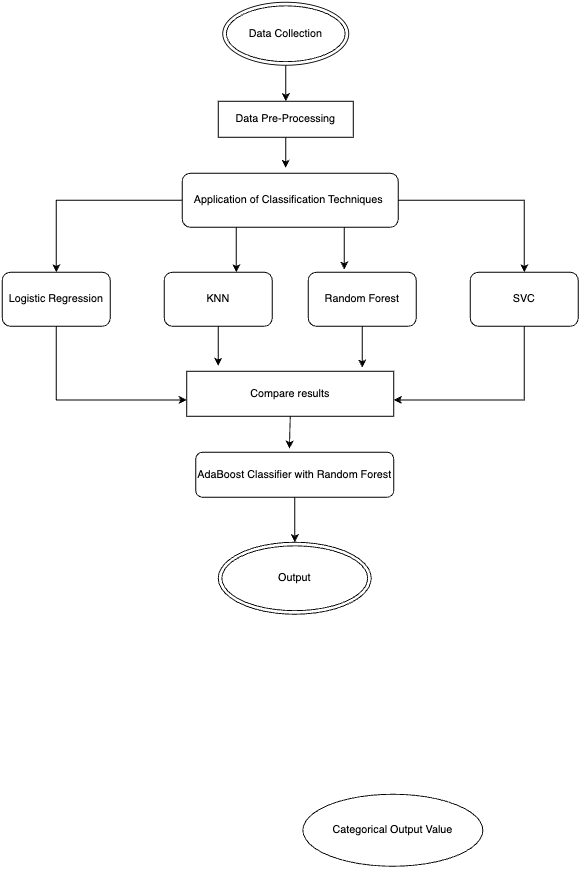 Data Collection
Data Pre-Processing
Application of Classification Techniques
Logistic Regression
KNN
Random Forest
SVC
Compare results
AdaBoost Classifier with Random Forest
Output
Categorical Output Value